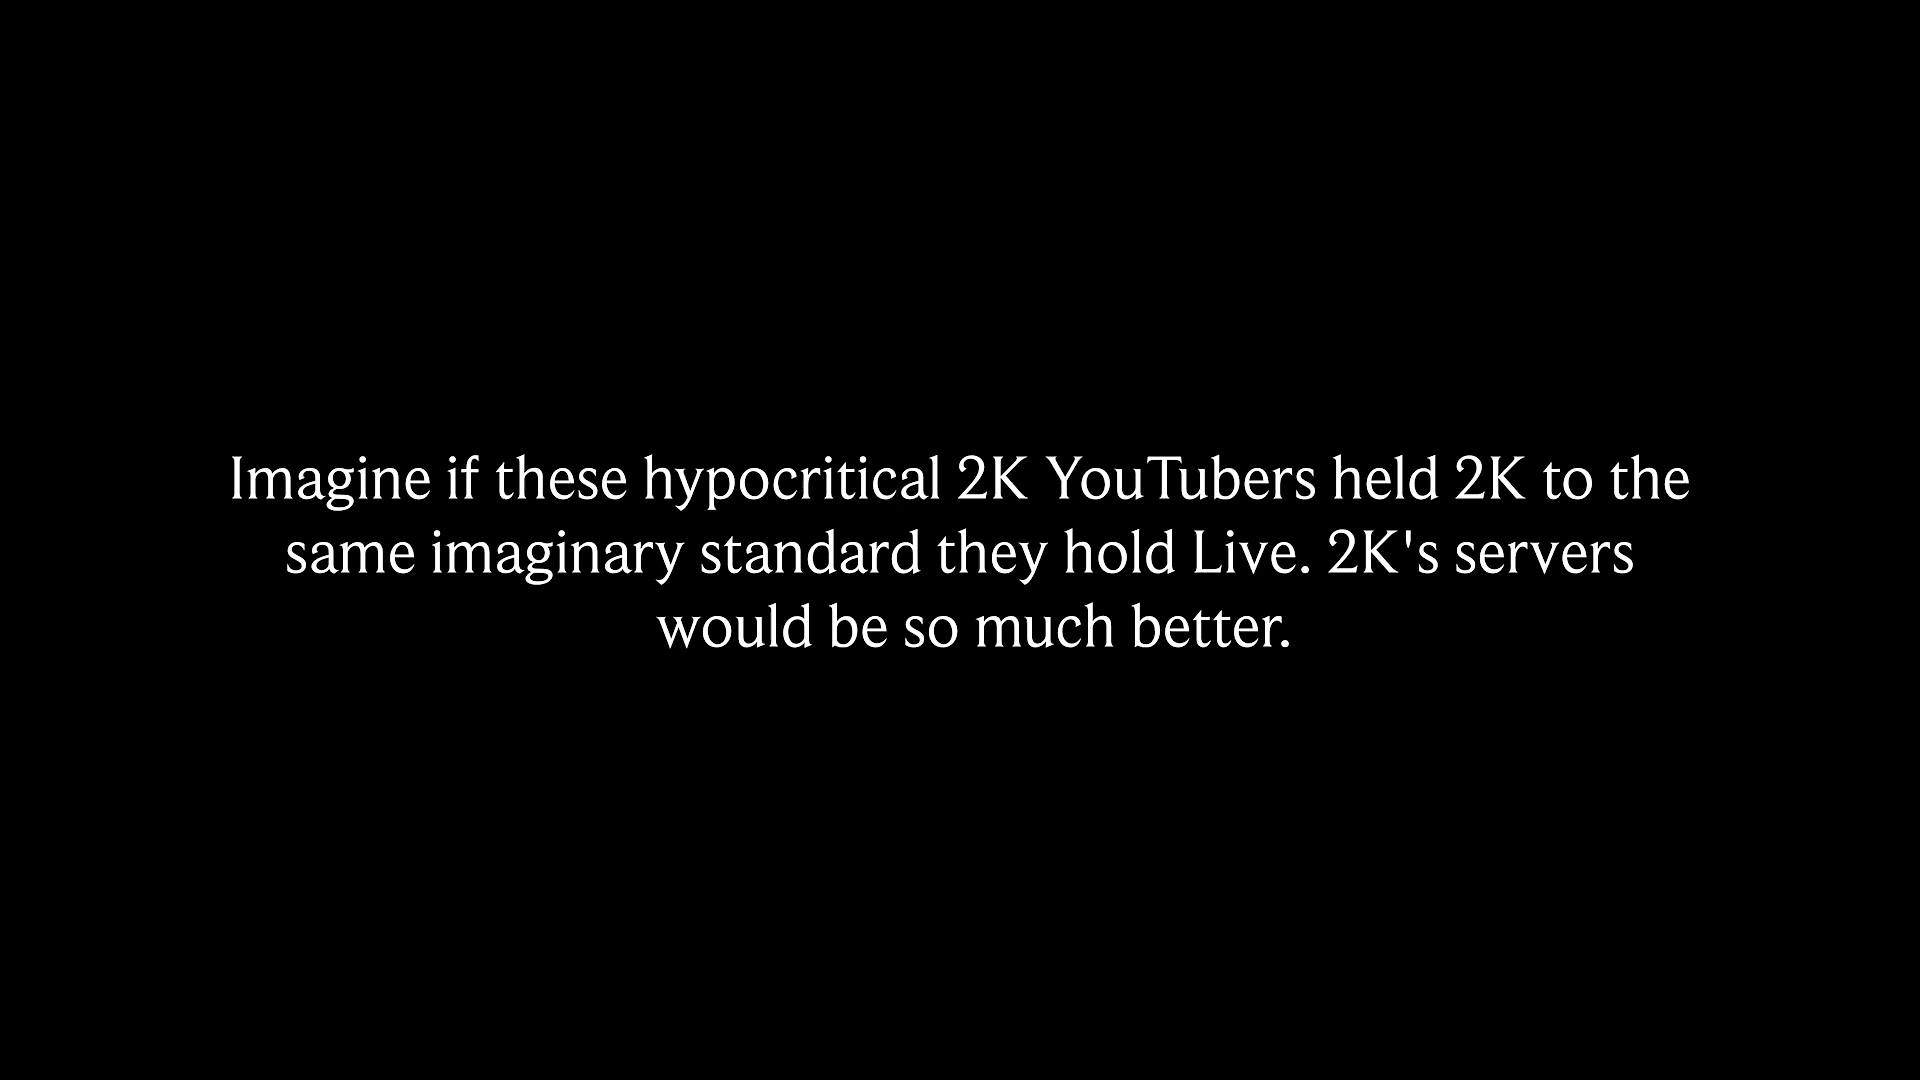 Imagine if these hypocritical 2K YouTubers held 2K to the
same imaginary standard they hold Live. 2K's servers
would be so much better.